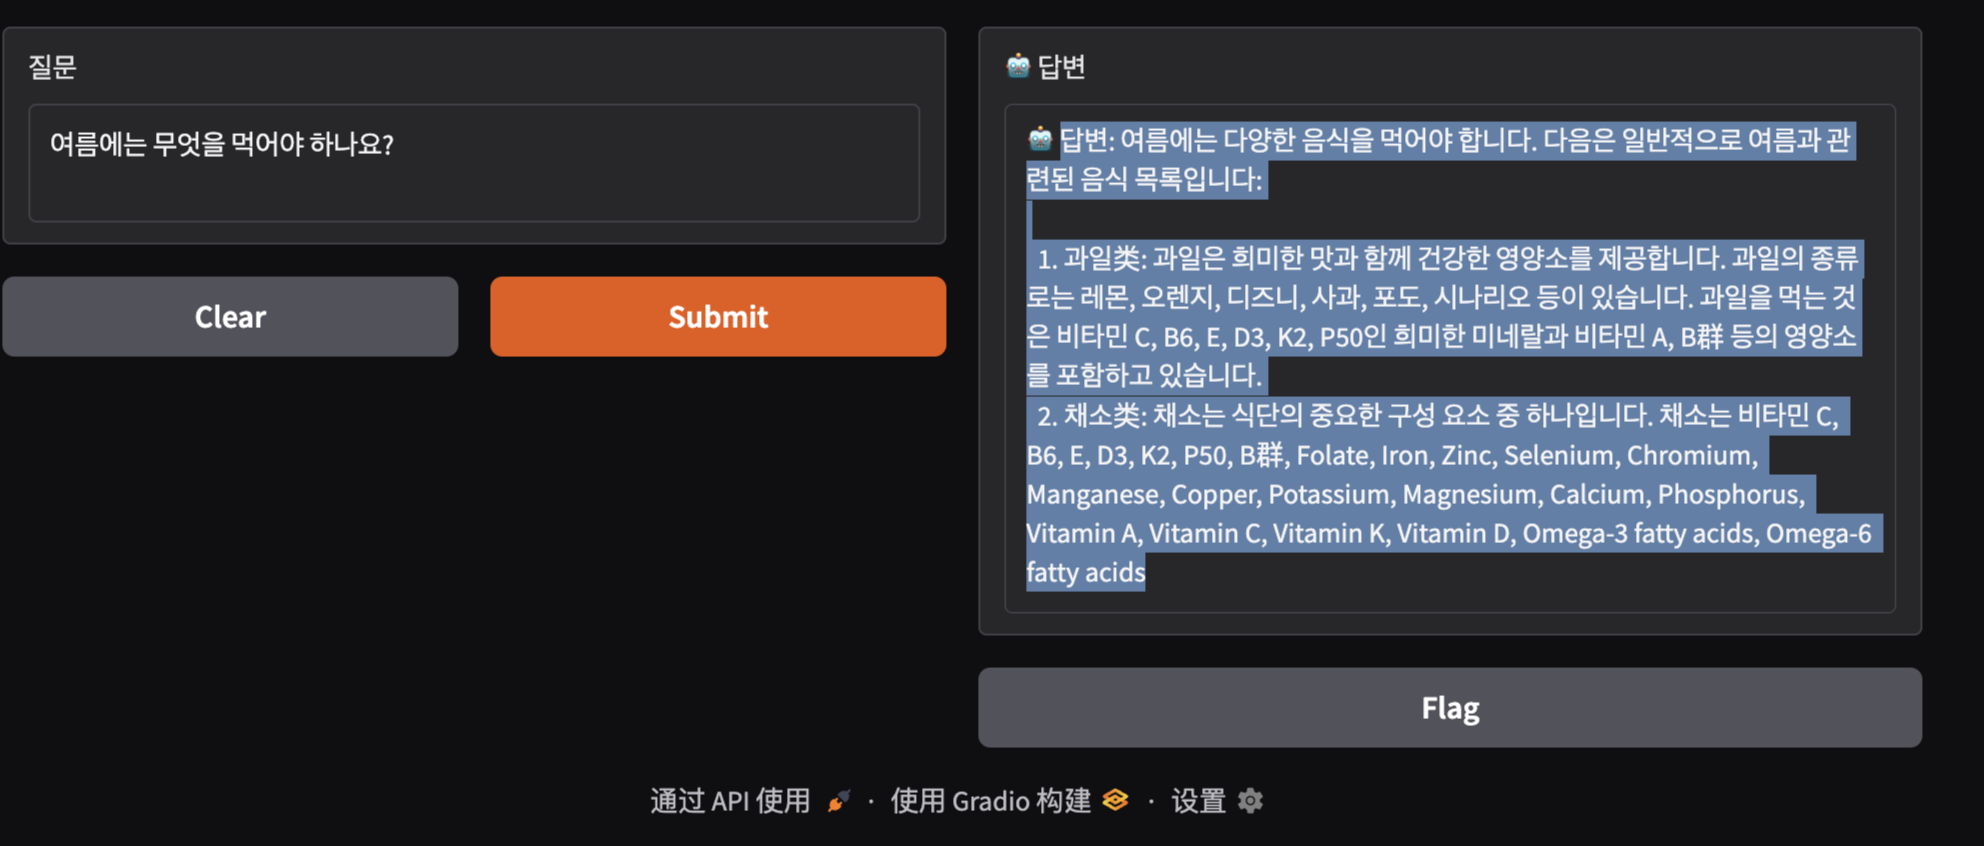 질문
여름에는 무엇을 먹어야 하나요?
Clear
Submit
🤖 답변
🤖 답변: 여름에는 다양한 음식을 먹어야 합니다. 다음은 일반적으로 여름과 관
련된 음식 목록입니다:
1. 과일类: 과일은 희미한 맛과 함께 건강한 영양소를 제공합니다. 과일의 종류
로는 레몬, 오렌지, 디즈니, 사과, 포도, 시나리오 등이 있습니다. 과일을 먹는 것
은 비타민 C, B6, E, D3, K2, P50인 희미한 미네랄과 비타민 A, B群 등의 영양소
를 포함하고 있습니다.
2. 채소类: 채소는 식단의 중요한 구성 요소 중 하나입니다. 채소는 비타민 C,
B6, E, D3, K2, P50, B群, Folate, Iron, Zinc, Selenium, Chromium,
Manganese, Copper, Potassium, Magnesium, Calcium, Phosphorus,
Vitamin A, Vitamin C, Vitamin K, Vitamin D, Omega-3 fatty acids, Omega-6
fatty acids
Flag
通过 API 使用 · 使用 Gradio 构建 · 设置